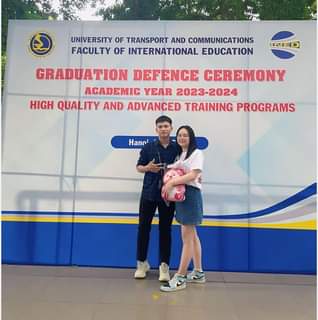 UNIVERSITY OF TRANSPORT AND COMMUNICATIONS
FACULTY OF INTERNATIONAL EDUCATION
GRADUATION DEFENCE CEREMONY
ACADEMIC YEAR 2023-2024
HIGH QUALITY AND ADVANCED TRAINING PROGRAMS